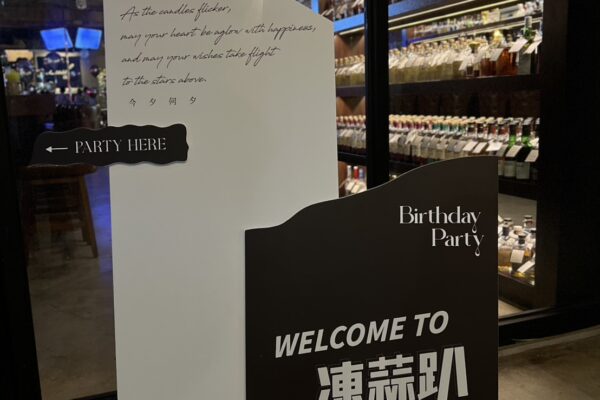 As the candles flicker,
may your heart be aglow with happiness,
and may your wishes take flight
to the stars above.
今 夕 何 夕
← PARTY HERE
Birthday
Party
WELCOME TO
凍蒜趴